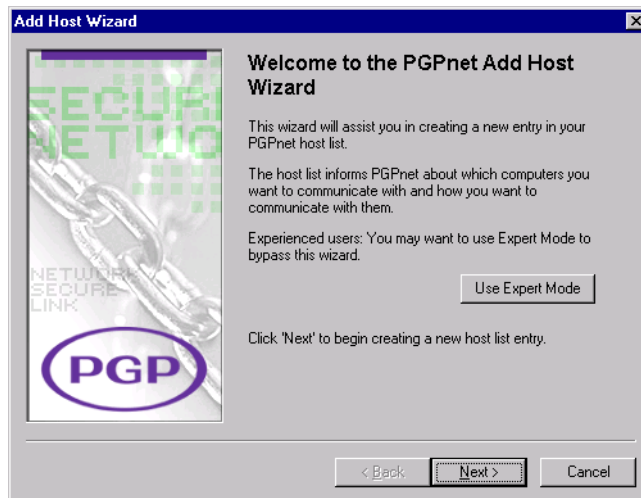 Add Host Wizard
SECURE
NETWO
NETWORK
SECURE
LINK
PGP
Welcome to the PGPnet Add Host
Wizard
This wizard will assist you in creating a new entry in your
PGPnet host list.
The host list informs PGPnet about which computers you
want to communicate with and how you want to
communicate with them.
Experienced users: You may want to use Expert Mode to
bypass this wizard.
Use Expert Mode
Click 'Next' to begin creating a new host list entry.
< Back
Next >
Cancel